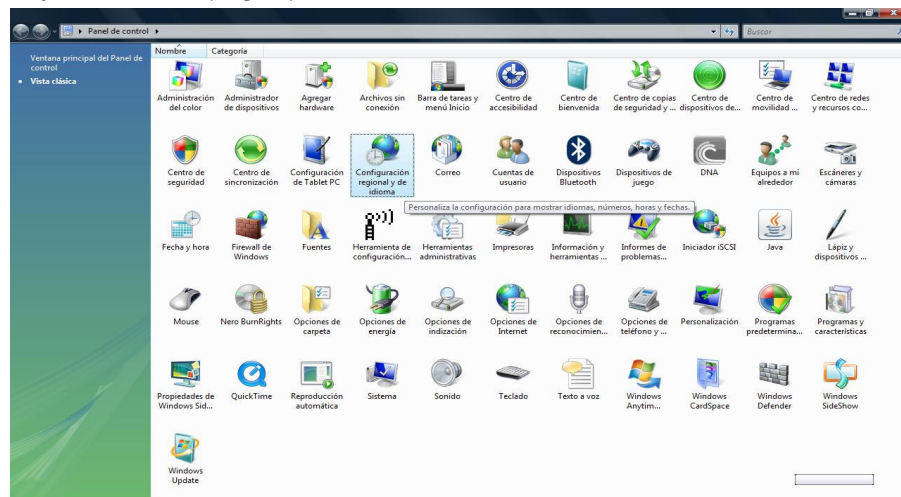 Panel de control
Buscar
Ventana principal del Panel de
control
Vista clásica
Nombre Categoría
Administración
del color
Administrador
de dispositivos
Agregar
hardware
Archivos sin
conexión
Barra de tareas y
menú Inicio
Centro de
accesibilidad
Centro de
bienvenida
Centro de copias
de seguridad y ...
Centro de
dispositivos de...
Centro de
movilidad ...
Centro de redes
y recursos co...
Centro de
seguridad
Centro de
sincronización
Configuración
de Tablet PC
Configuración
regional y de
idioma
Correo
Cuentas de
usuario
Dispositivos
Bluetooth
Dispositivos de
juego
DNA
Equipos a mi
alrededor
Escáneres y
cámaras
Personaliza la configuración para mostrar idiomas, números, horas y fechas.
Fecha y hora
Firewall de
Windows
Fuentes
Herramienta de
configuración...
Herramientas
administrativas
Impresoras
Información y
herramientas ...
Informes de
problemas...
Iniciador iSCSI
Java
Lápiz y
dispositivos ...
Mouse
Nero BurnRights
Opciones de
carpeta
Opciones de
energía
Opciones de
indización
Opciones de
Internet
Opciones de
reconocimien...
Opciones de
teléfono y ...
Personalización
Programas
predetermina...
Programas y
características
Propiedades de
Windows Sid...
QuickTime
Reproducción
automática
Sistema
Sonido
Teclado
Texto a voz
Windows
Anytim...
Windows
CardSpace
Windows
Defender
Windows
SideShow
Windows
Update